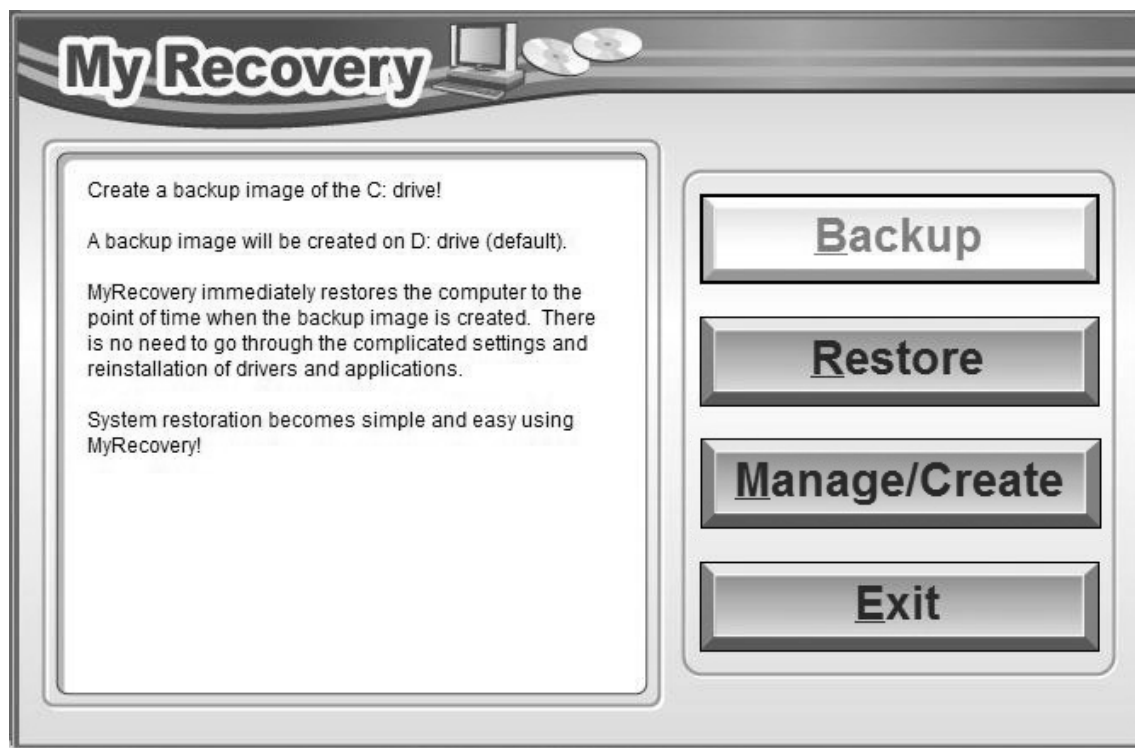 My Recovery
Create a backup image of the C: drive!
A backup image will be created on D: drive (default).
MyRecovery immediately restores the computer to the
point of time when the backup image is created.  There
is no need to go through the complicated settings and
reinstallation of drivers and applications.
System restoration becomes simple and easy using
MyRecovery!
Backup
Restore
Manage/Create
Exit